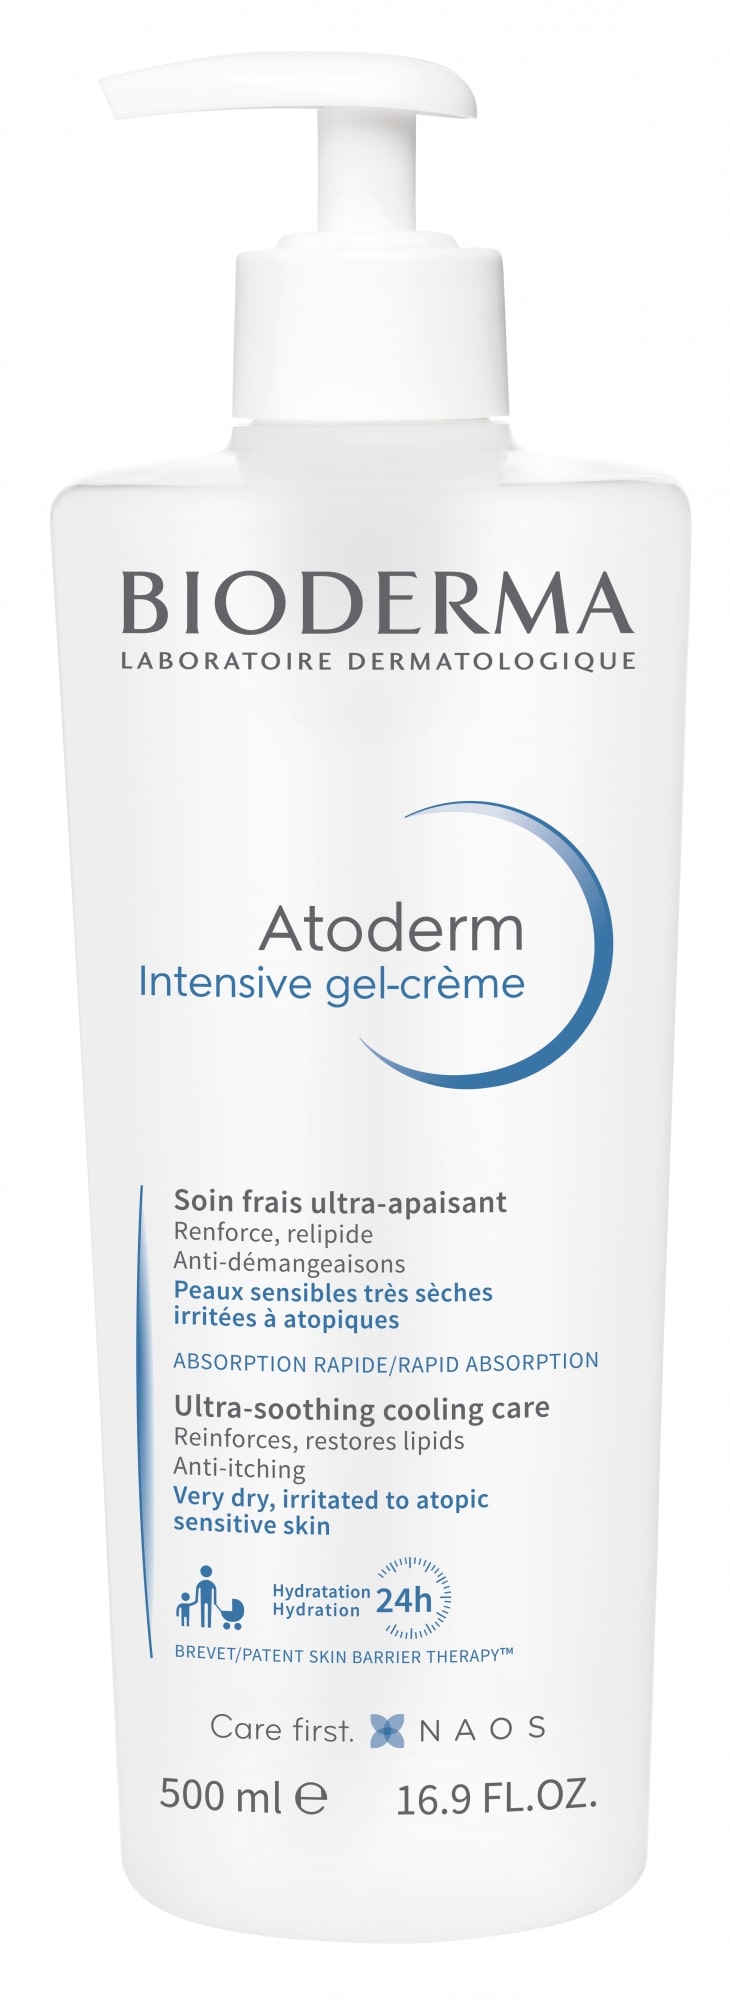 BIODERMA
LABORATOIRE DERMATOLOGIQUE
Atoderm
Intensive gel-crème
Soin frais ultra-apaisant
Renforce, relipide
Anti-démangeaisons
Peaux sensibles très sèches
irritées à atopiques
ABSORPTION RAPIDE/RAPID ABSORPTION
Ultra-soothing cooling care
Reinforces, restores lipids
Anti-itching
Very dry, irritated to atopic
sensitive skin
Hydratation
Hydration 24h
BREVET/PATENT SKIN BARRIER THERAPY™
Care first. NAOS
500 ml ℮ 16.9 FL.OZ.